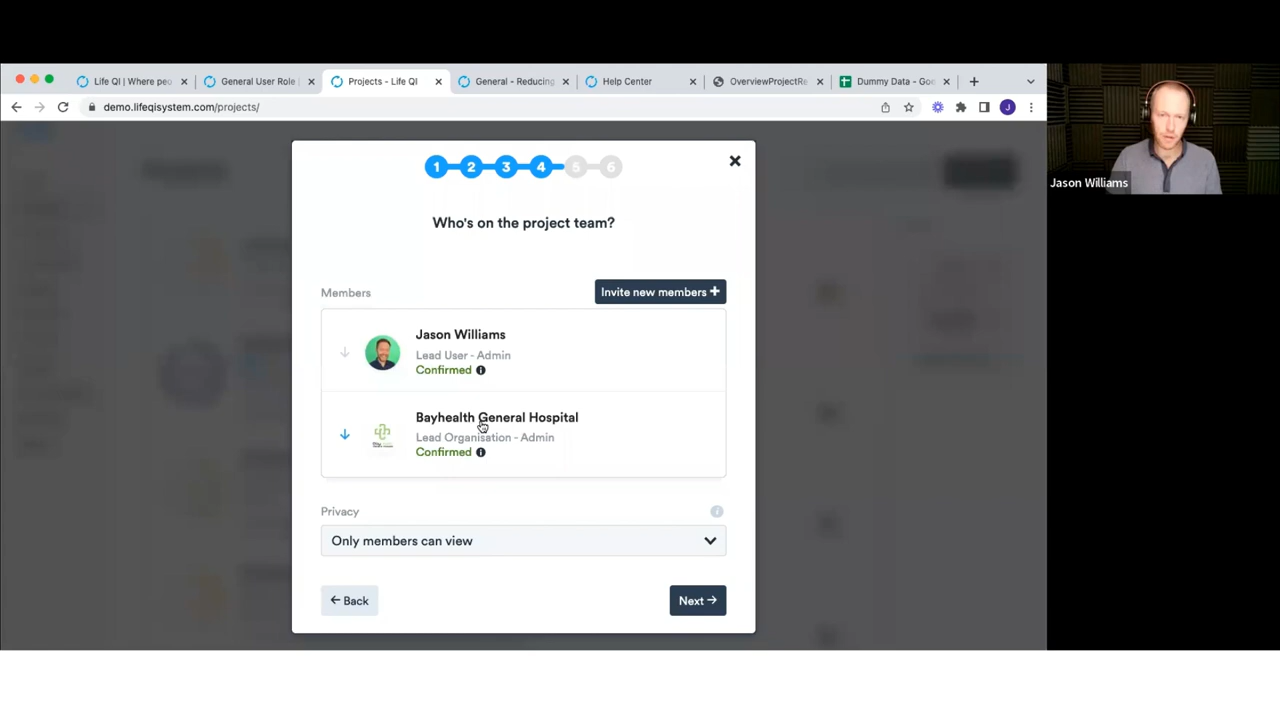 Life QI | Where peo
General User Role |
Projects - Life QI
General - Reducing
Help Center
OverviewProjectRe
Dummy Data - Goo
demo.lifeqisystem.com/projects/
J
1 2 3 4 5 6
Who's on the project team?
Members
Invite new members +
Jason Williams
Lead User - Admin
Confirmed
Bayhealth General Hospital
Lead Organisation - Admin
Confirmed
Privacy
Only members can view
← Back
Next →
Jason Williams